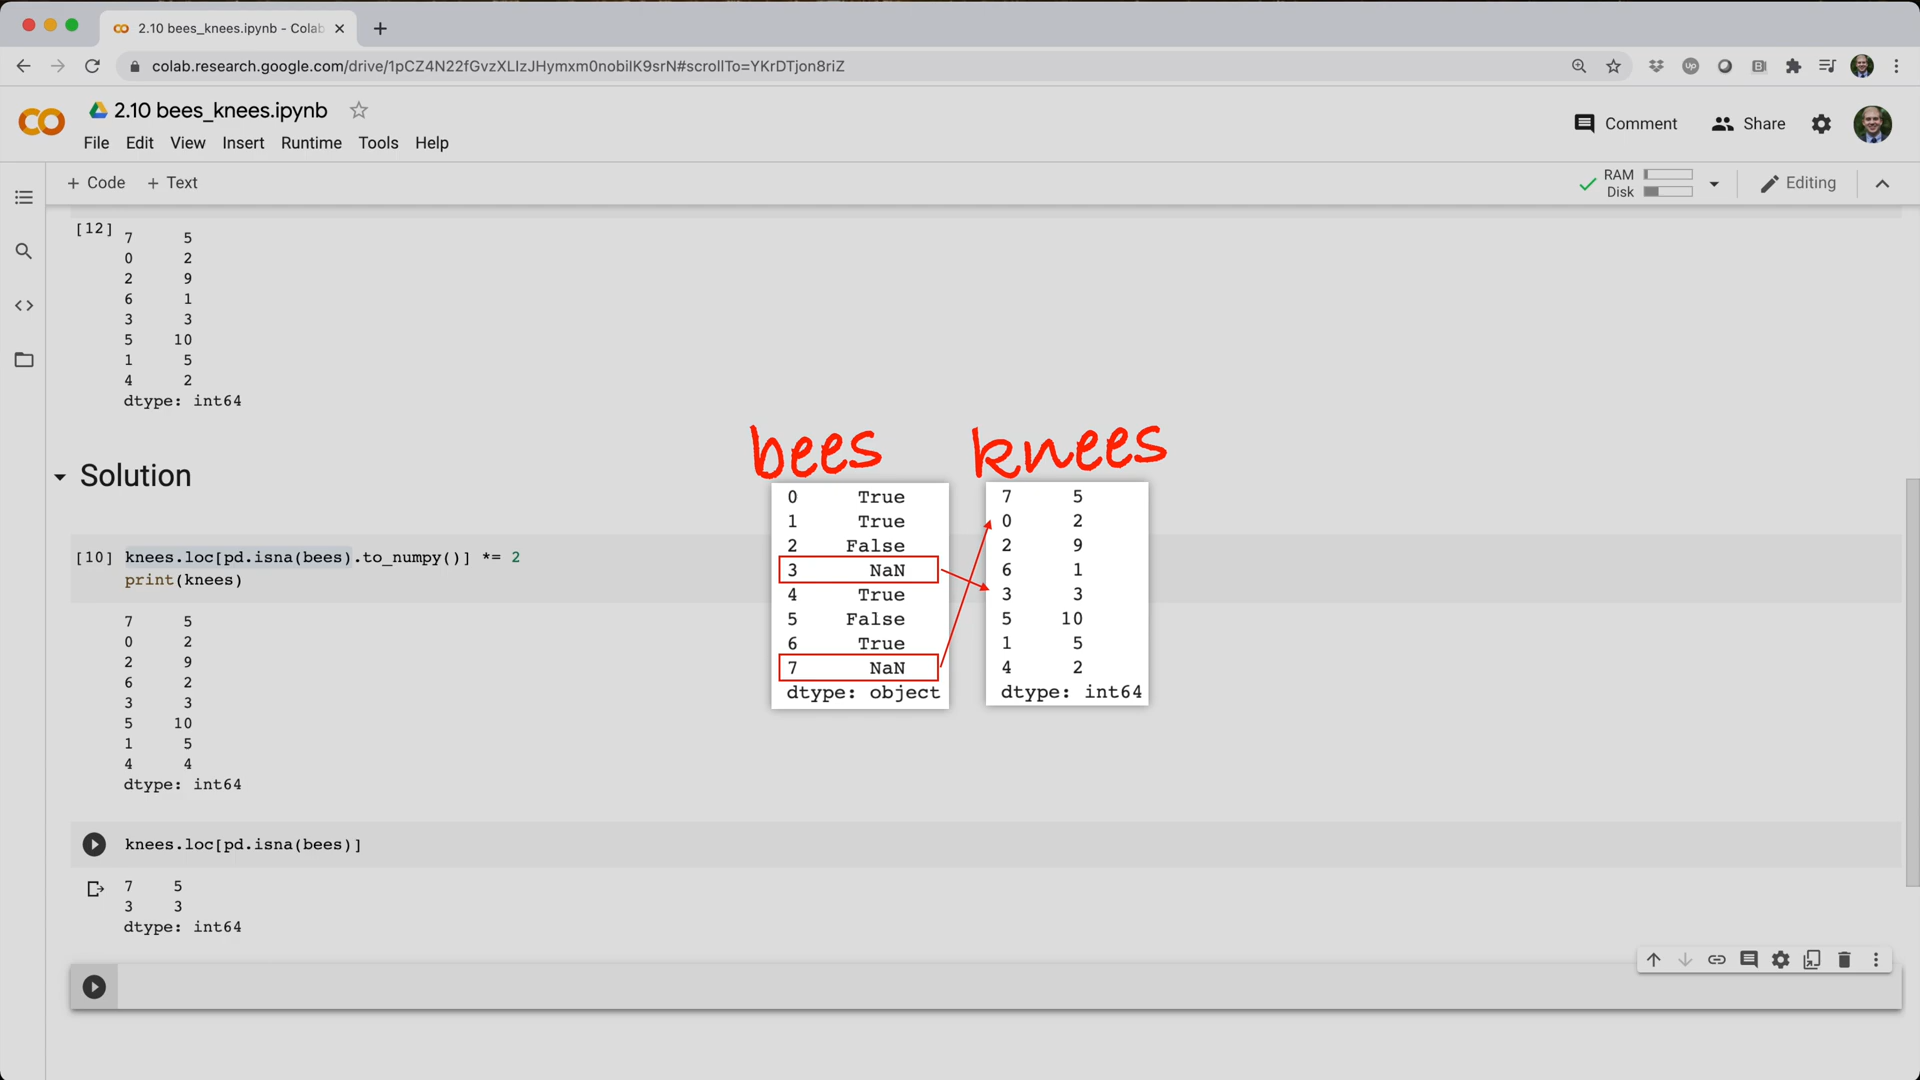 2.10 bees_knees.ipynb - Colab
colab.research.google.com/drive/1pCZ4N22fGvzXLIzJHymxm0nobiIK9srN#scrollTo=YKrDTjon8riZ
2.10 bees_knees.ipynb
File Edit View Insert Runtime Tools Help
Comment Share
+ Code + Text
RAM
Disk
Editing
[12]
7 5
0 2
2 9
6 1
3 3
5 10
1 5
4 2
dtype: int64
Solution
[10] knees.loc[pd.isna(bees).to_numpy()] *= 2
print(knees)
7 5
0 2
2 9
6 2
3 3
5 10
1 5
4 4
dtype: int64
knees.loc[pd.isna(bees)]
7 5
3 3
dtype: int64
bees
0 True
1 True
2 False
3 NaN
4 True
5 False
6 True
7 NaN
dtype: object
knees
7 5
0 2
2 9
6 1
3 3
5 10
1 5
4 2
dtype: int64